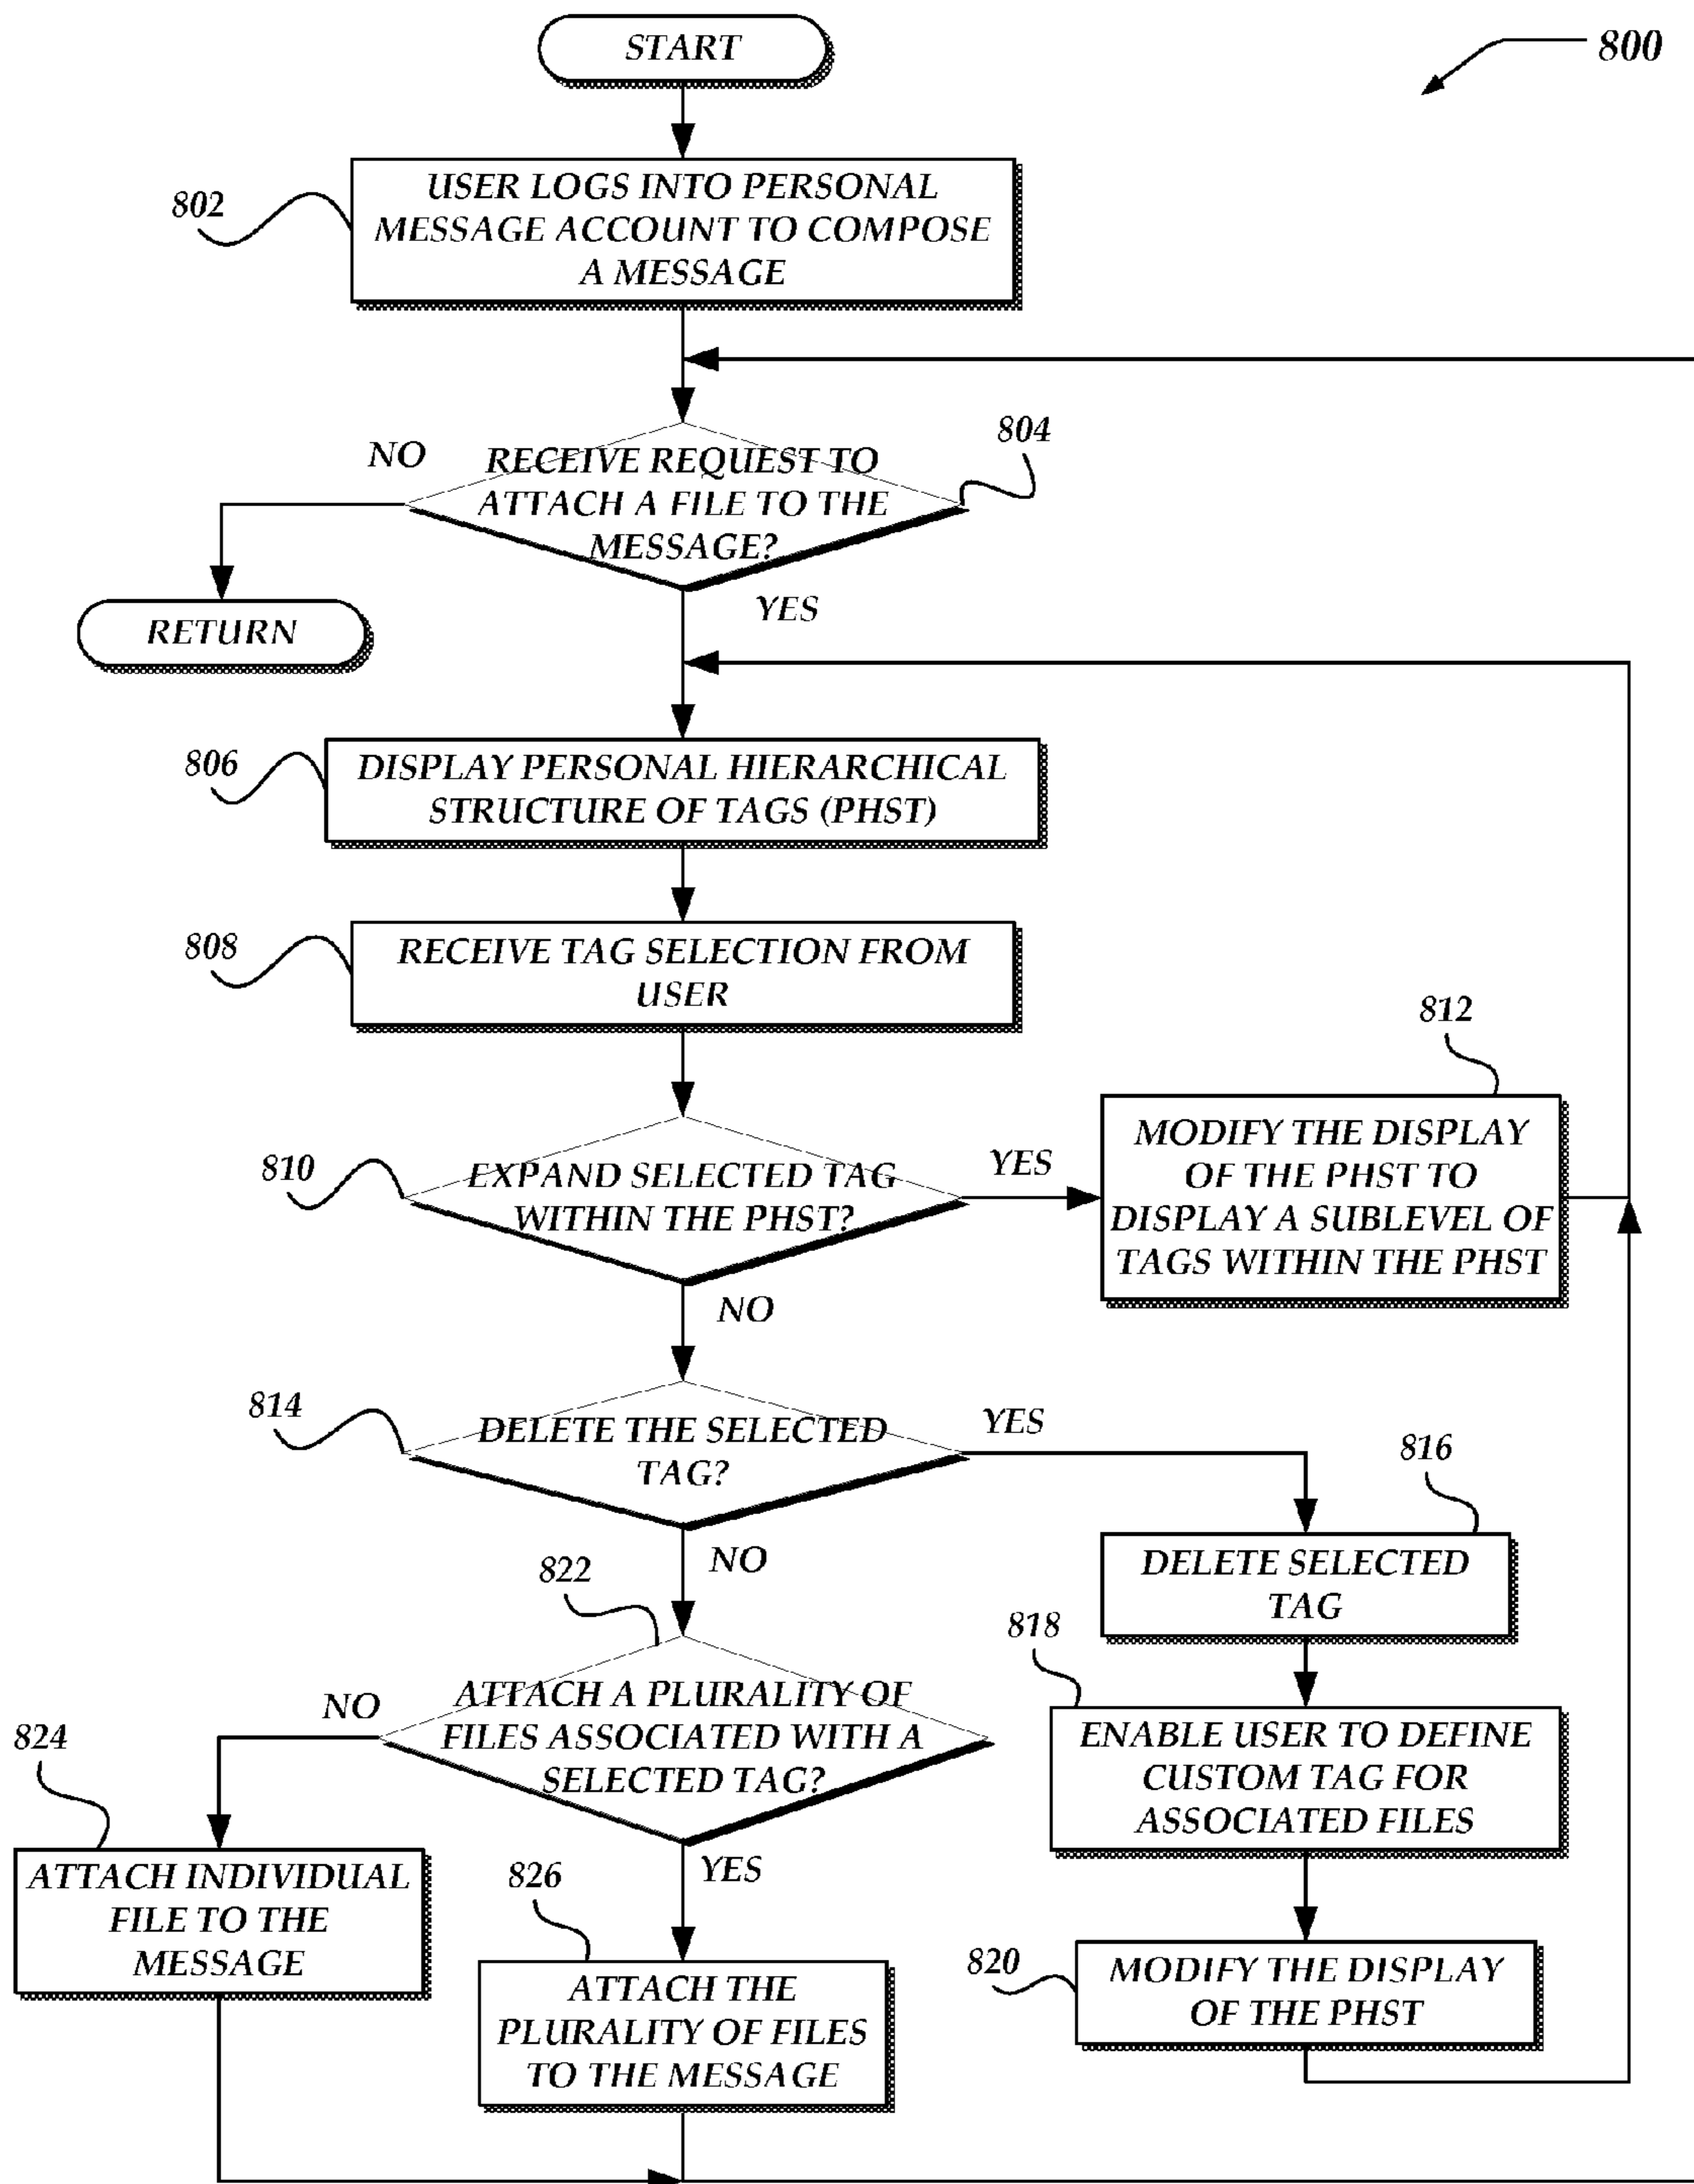 START
800
802
USER LOGS INTO PERSONAL
MESSAGE ACCOUNT TO COMPOSE
A MESSAGE
804
NO
RECEIVE REQUEST TO
ATTACH A FILE TO THE
MESSAGE?
YES
RETURN
806
DISPLAY PERSONAL HIERARCHICAL
STRUCTURE OF TAGS (PHST)
808
RECEIVE TAG SELECTION FROM
USER
812
810
EXPAND SELECTED TAG
WITHIN THE PHST?
YES
MODIFY THE DISPLAY
OF THE PHST TO
DISPLAY A SUBLEVEL OF
TAGS WITHIN THE PHST
NO
814
DELETE THE SELECTED
TAG?
YES
816
NO
DELETE SELECTED
TAG
822
818
ATTACH A PLURALITY OF
FILES ASSOCIATED WITH A
SELECTED TAG?
NO
ENABLE USER TO DEFINE
CUSTOM TAG FOR
ASSOCIATED FILES
824
YES
ATTACH INDIVIDUAL
FILE TO THE
MESSAGE
826
ATTACH THE
PLURALITY OF FILES
TO THE MESSAGE
820
MODIFY THE DISPLAY
OF THE PHST